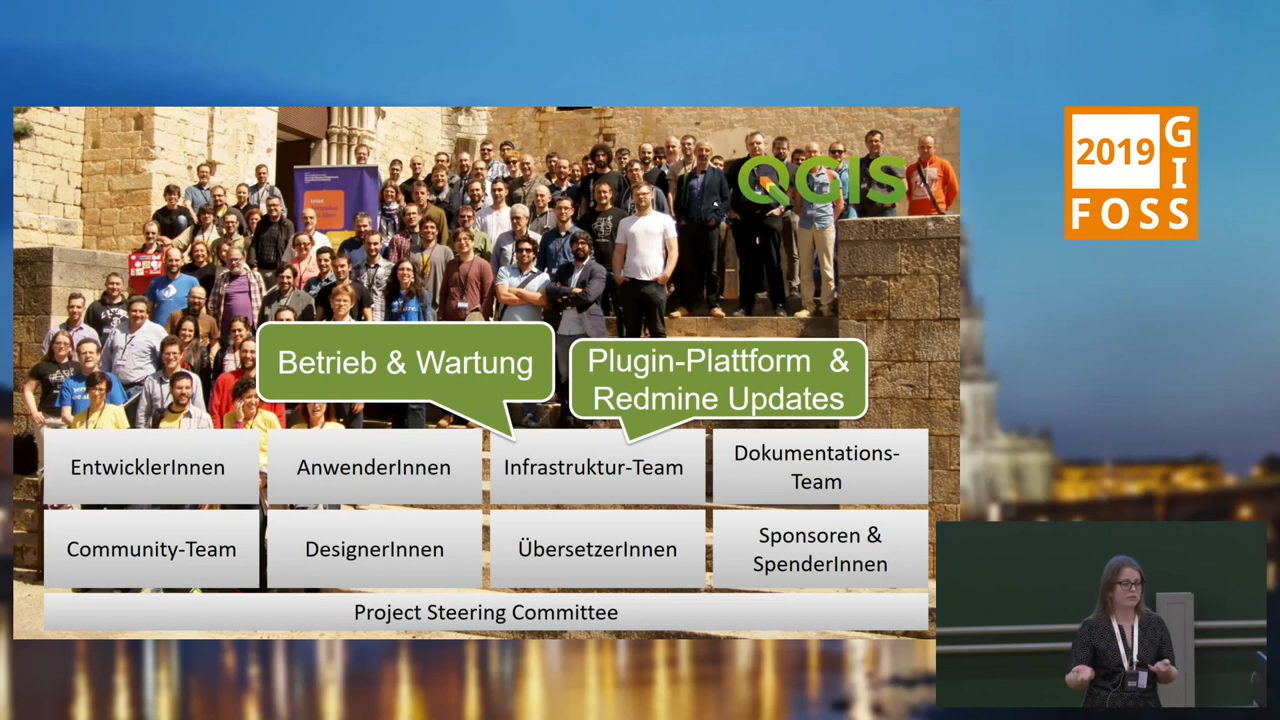 2019
GIS
FOSS
QGIS
Betrieb & Wartung
Plugin-Plattform &
Redmine Updates
EntwicklerInnen
AnwenderInnen
Infrastruktur-Team
Dokumentations-
Team
Community-Team
DesignerInnen
ÜbersetzerInnen
Sponsoren &
SpenderInnen
Project Steering Committee